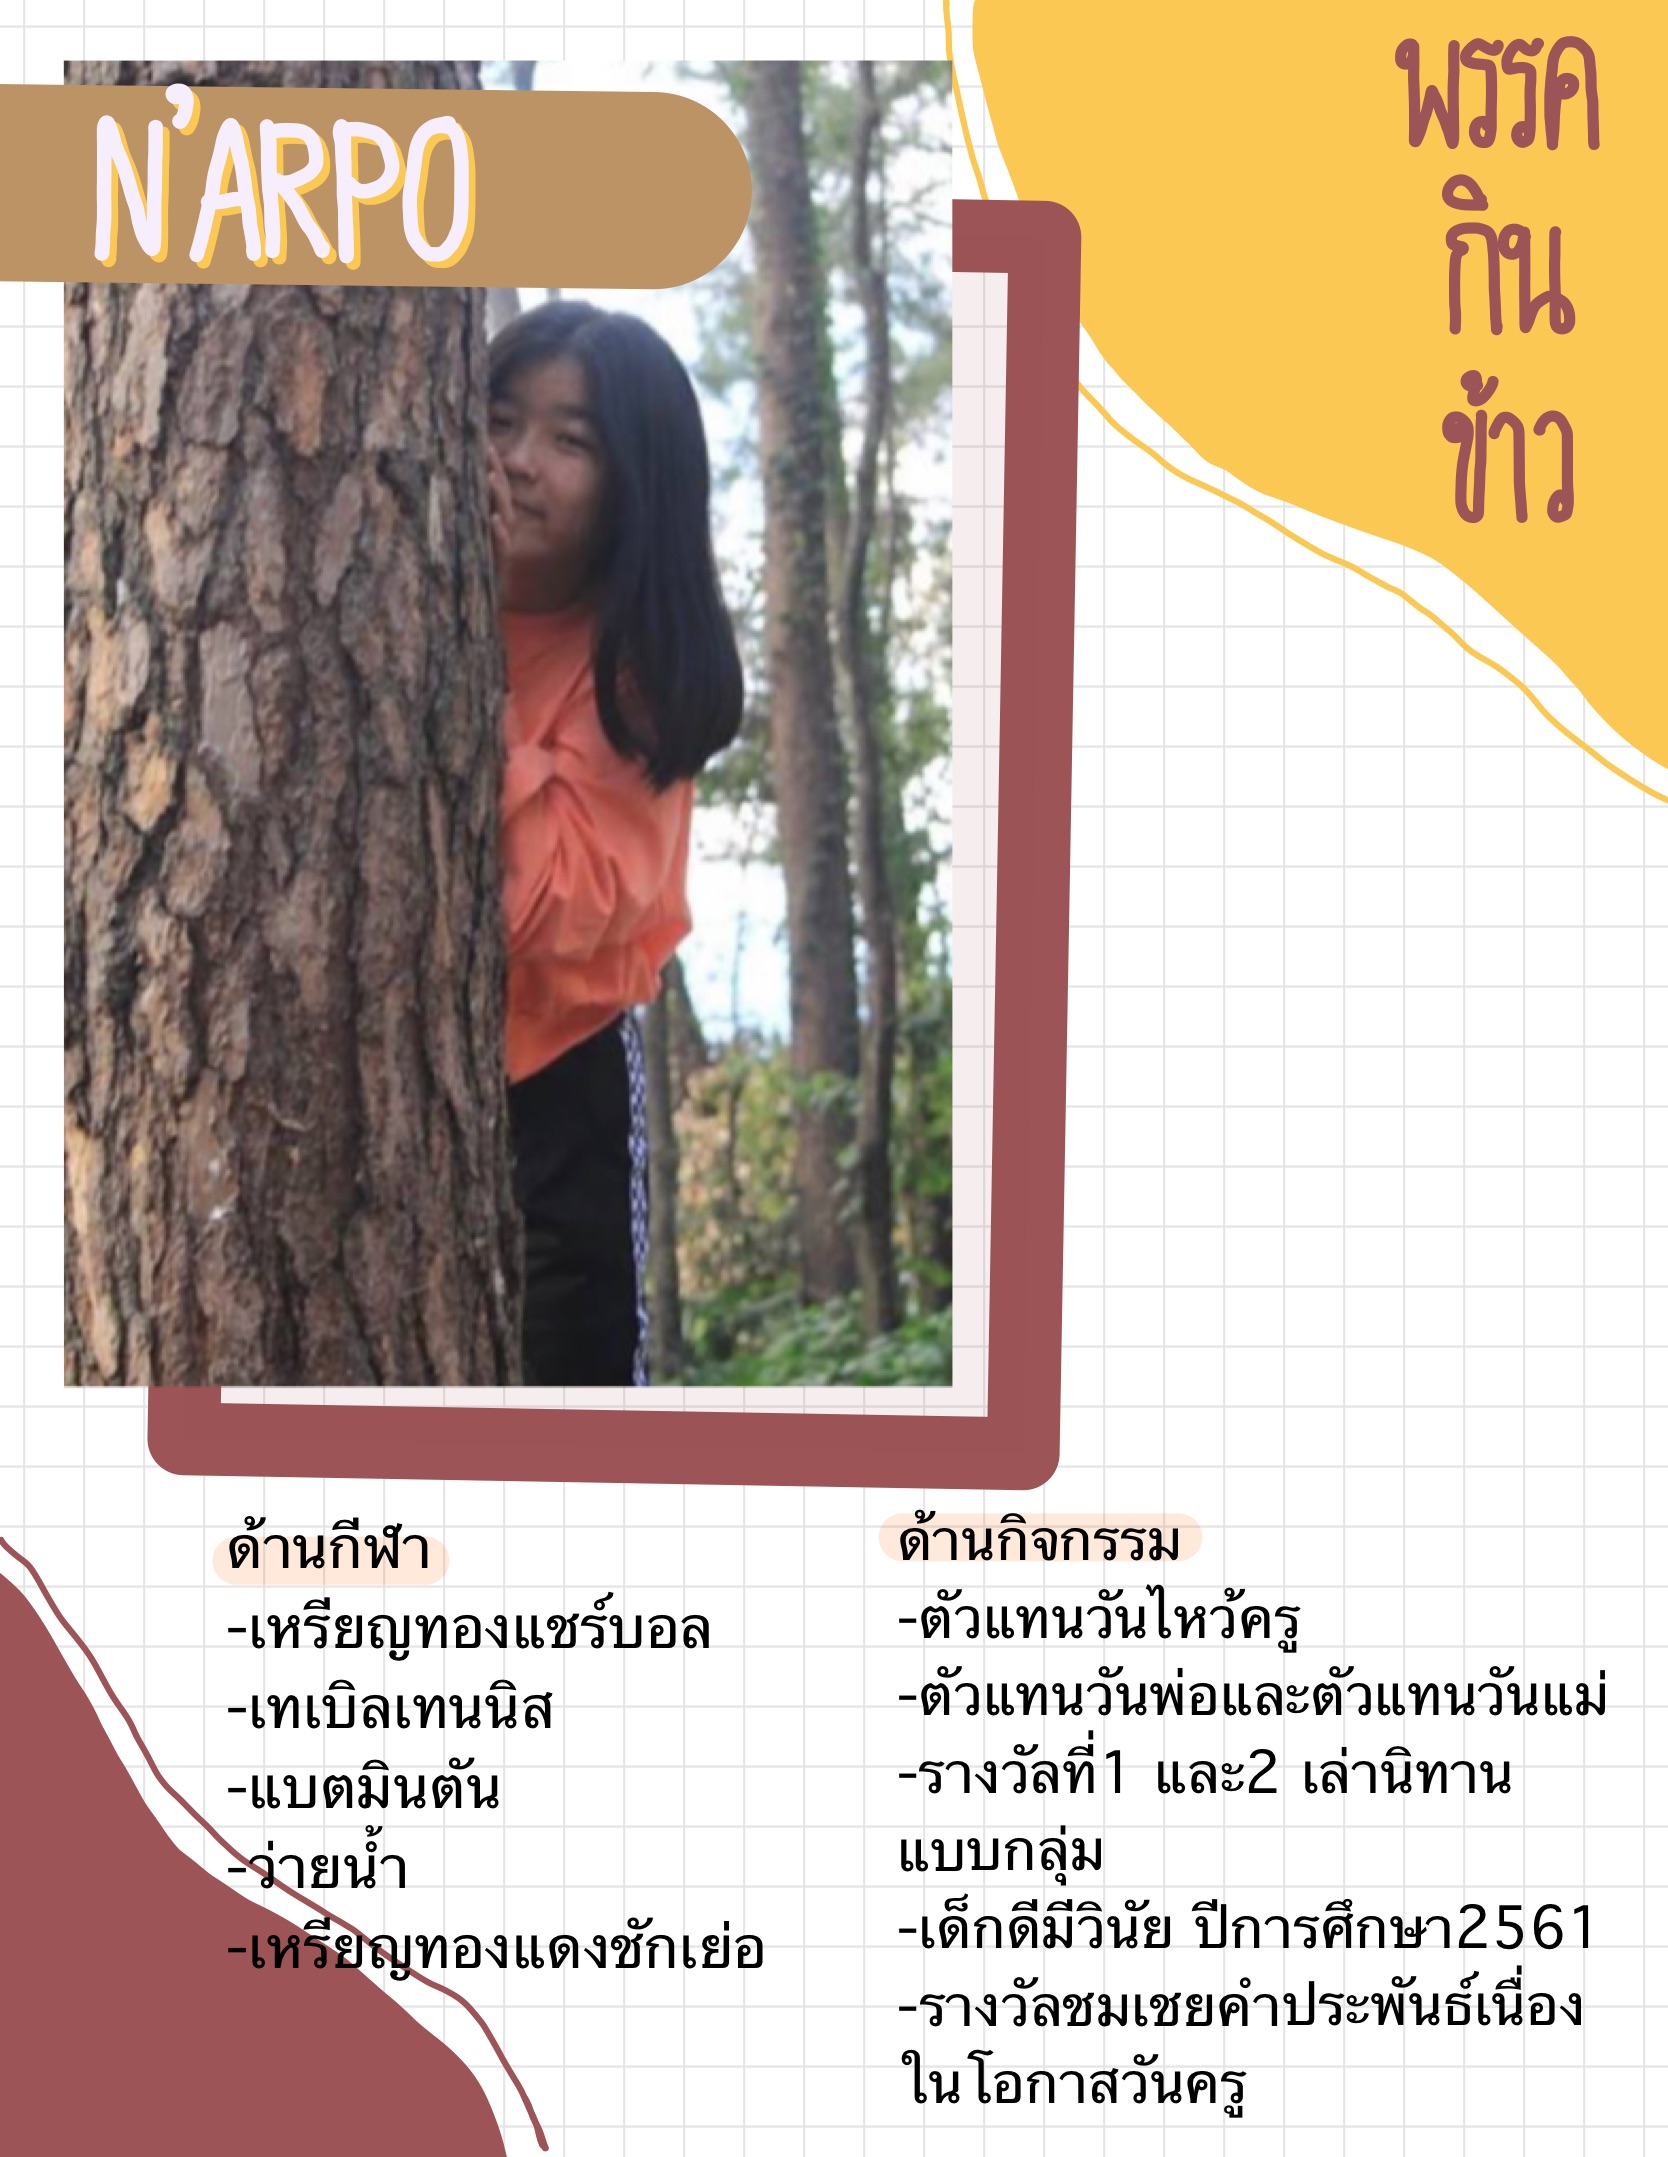 N'ARPO
พรรค
กิน
ข้าว
ด้านกีฬา
-เหรียญทองแชร์บอล
-เทเบิลเทนนิส
-แบตมินตัน
-ว่ายน้ำ
-เหรียญทองแดงชักเย่อ
ด้านกิจกรรม
-ตัวแทนวันไหว้ครู
-ตัวแทนวันพ่อและตัวแทนวันแม่
-รางวัลที่1 และ2 เล่านิทาน
แบบกลุ่ม
-เด็กดีมีวินัย ปีการศึกษา2561
-รางวัลชมเชยคำประพันธ์เนื่อง
ในโอกาสวันครู